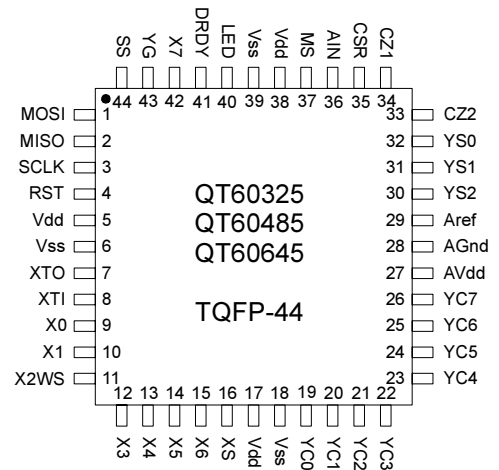 SS YG X7 DRDY LED Vss Vdd MS AIN CSR CZ1
44 43 42 41 40 39 38 37 36 35 34
MOSI 1 33 CZ2
MISO 2 32 YS0
SCLK 3 31 YS1
RST 4 30 YS2
Vdd 5 29 Aref
Vss 6 28 AGnd
XTO 7 27 AVdd
XTI 8 26 YC7
X0 9 25 YC6
X1 10 24 YC5
X2WS 11 23 YC4
QT60325
QT60485
QT60645
TQFP-44
12 13 14 15 16 17 18 19 20 21 22
X3 X4 X5 X6 XS Vdd Vss YC0 YC1 YC2 YC3